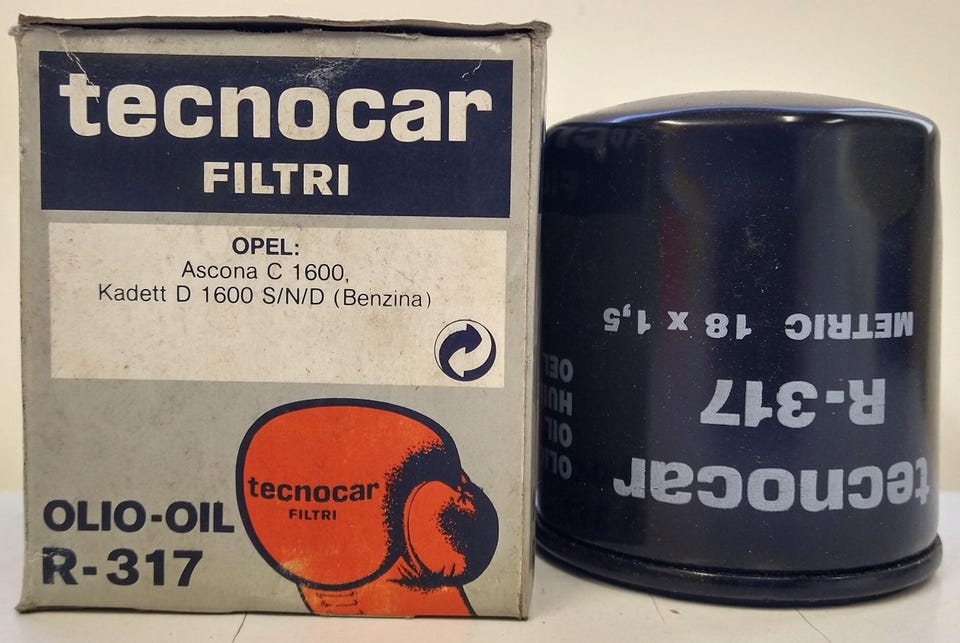 tecnocar
FILTRI
OPEL:
Ascona C 1600,
Kadett D 1600 S/N/D (Benzina)
tecnocar
FILTRI
OLIO-OIL
R-317
tecnocar
R-317
METRIC 18 x 1,5
OIL